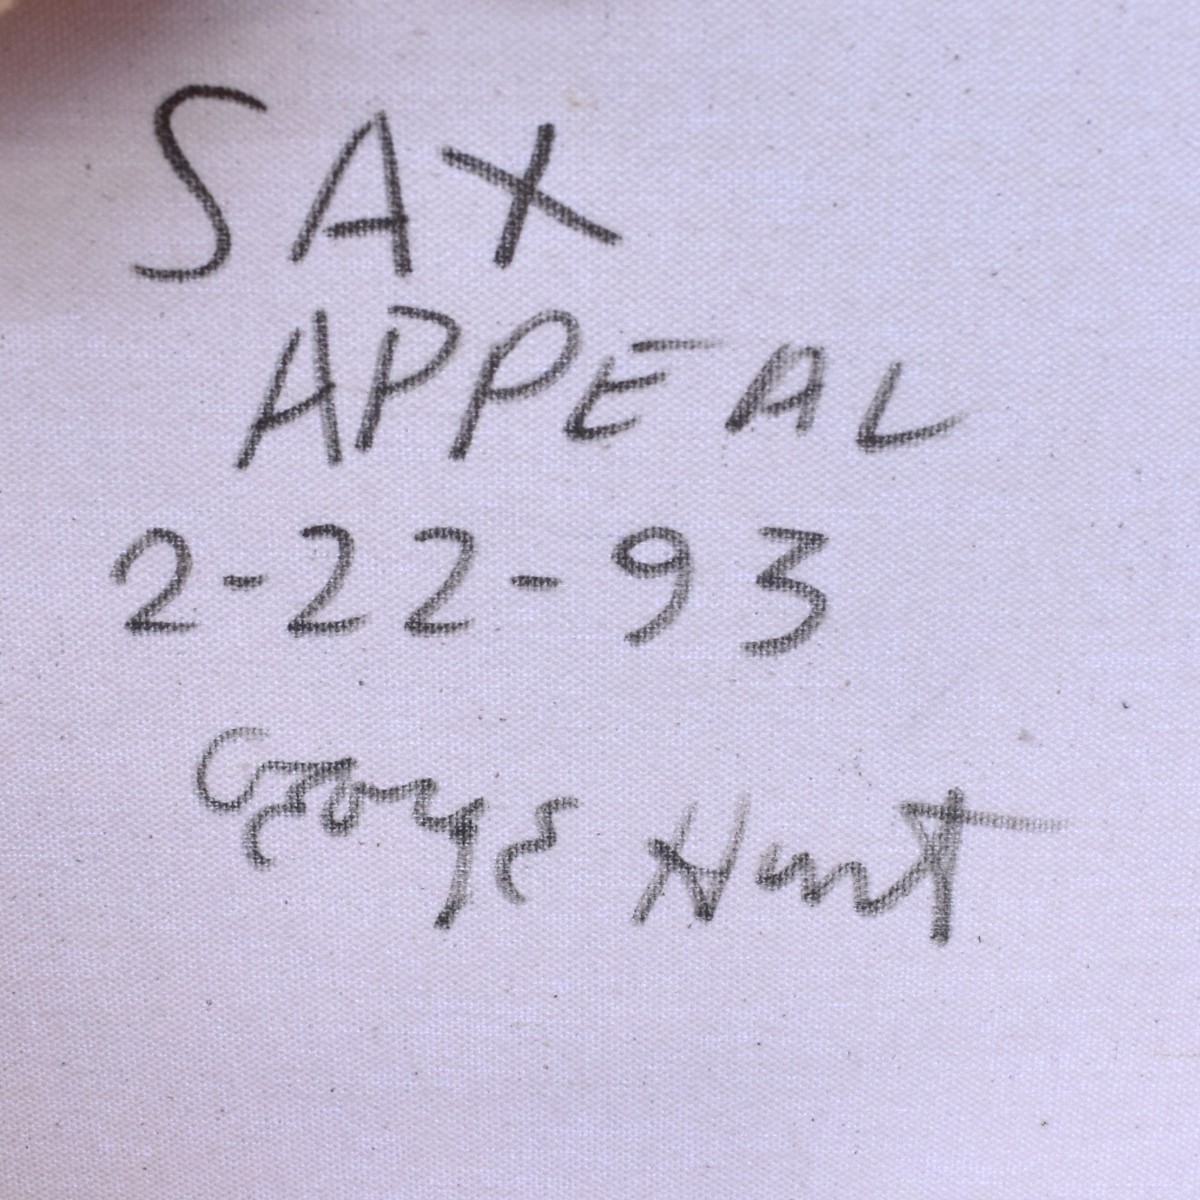 SAX
APPEAL
2-22-93
George Hunt